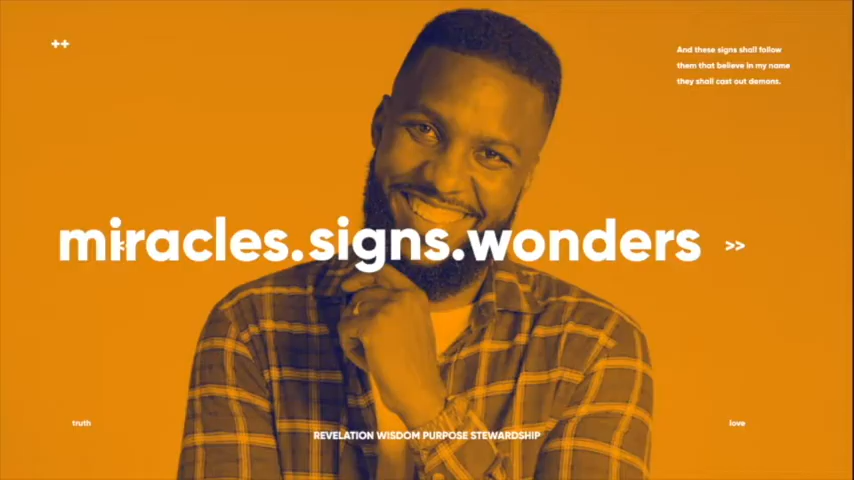 ++
And these signs shall follow
them that believe in my name
they shall cast out demons.
miracles.signs.wonders
>>
truth
love
REVELATION WISDOM PURPOSE STEWARDSHIP